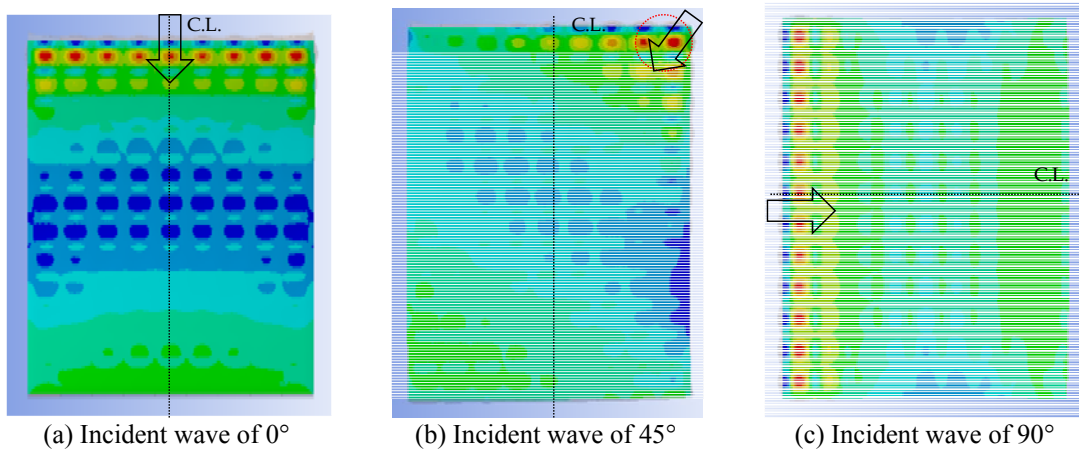 C.L.
C.L.
C.L.
(a) Incident wave of 0°
(b) Incident wave of 45°
(c) Incident wave of 90°